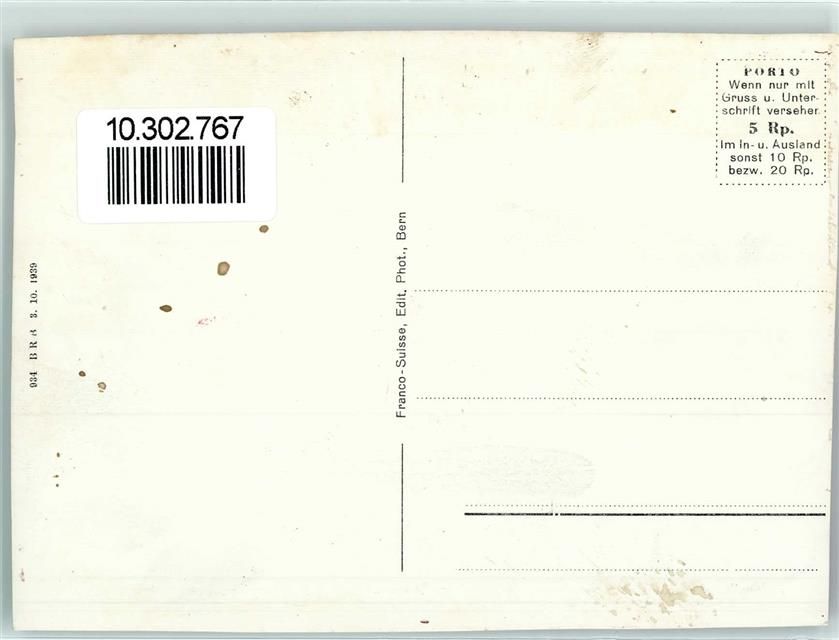 10.302.767
PORTO
Wenn nur mit
Gruss u. Unter-
schrift versehen
5 Rp.
Im In- u. Ausland
sonst 10 Rp.
bezw. 20 Rp.
Franco-Suisse, Edit. Phot., Bern
934 BRB 3. 10. 1939